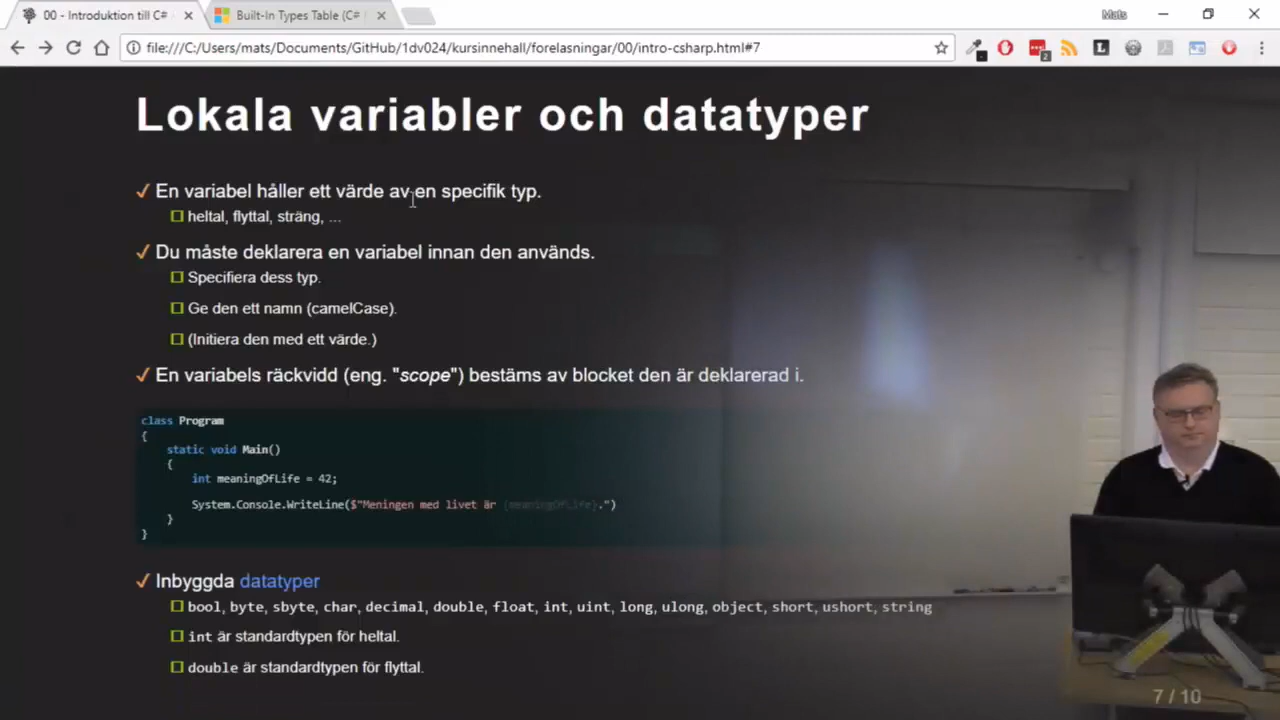 00 - Introduktion till C#
Built-In Types Table (C#
Mats
file:///C:/Users/mats/Documents/GitHub/1dv024/kursinnehall/forelasningar/00/intro-csharp.html#7
2
L
Lokala variabler och datatyper
En variabel håller ett värde av en specifik typ.
heltal, flyttal, sträng, ...
Du måste deklarera en variabel innan den används.
Specifiera dess typ.
Ge den ett namn (camelCase).
(Initiera den med ett värde.)
En variabels räckvidd (eng. "scope") bestäms av blocket den är deklarerad i.
class Program
{
static void Main()
{
int meaningOfLife = 42;
System.Console.WriteLine($"Meningen med livet är {meaningOfLife}.")
}
}
Inbyggda datatyper
bool, byte, sbyte, char, decimal, double, float, int, uint, long, ulong, object, short, ushort, string
int är standardtypen för heltal.
double är standardtypen för flyttal.
7 / 10